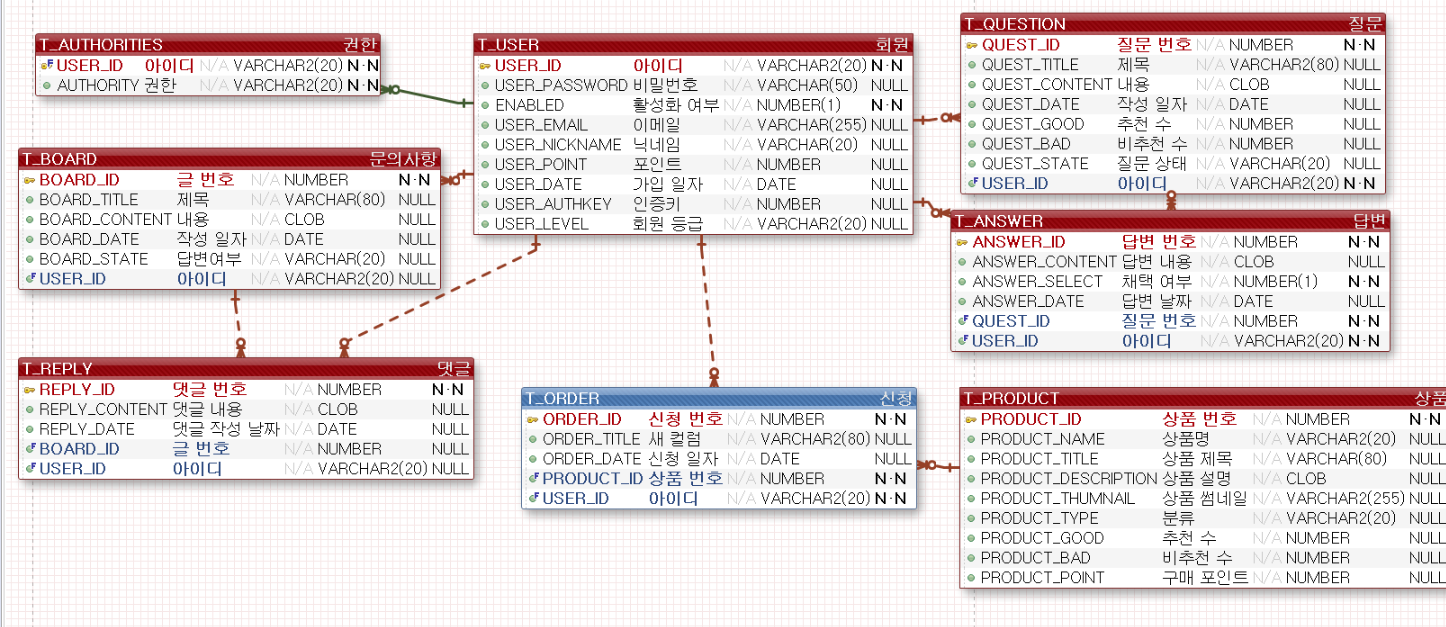 T_AUTHORITIES 권한
USER_ID 아이디 N/A VARCHAR2(20) N·N
AUTHORITY 권한 N/A VARCHAR2(20) N·N
T_USER 회원
USER_ID 아이디 N/A VARCHAR2(20) N·N
USER_PASSWORD 비밀번호 N/A VARCHAR(50) NULL
ENABLED 활성화 여부 N/A NUMBER(1) N·N
USER_EMAIL 이메일 N/A VARCHAR(255) NULL
USER_NICKNAME 닉네임 N/A VARCHAR(20) NULL
USER_POINT 포인트 N/A NUMBER NULL
USER_DATE 가입 일자 N/A DATE NULL
USER_AUTHKEY 인증키 N/A NUMBER NULL
USER_LEVEL 회원 등급 N/A VARCHAR2(20) NULL
T_QUESTION 질문
QUEST_ID 질문 번호 N/A NUMBER N·N
QUEST_TITLE 제목 N/A VARCHAR2(80) NULL
QUEST_CONTENT 내용 N/A CLOB NULL
QUEST_DATE 작성 일자 N/A DATE NULL
QUEST_GOOD 추천 수 N/A NUMBER NULL
QUEST_BAD 비추천 수 N/A NUMBER NULL
QUEST_STATE 질문 상태 N/A VARCHAR(20) NULL
USER_ID 아이디 N/A VARCHAR2(20) N·N
T_BOARD 문의사항
BOARD_ID 글 번호 N/A NUMBER N·N
BOARD_TITLE 제목 N/A VARCHAR(80) NULL
BOARD_CONTENT 내용 N/A CLOB NULL
BOARD_DATE 작성 일자 N/A DATE NULL
BOARD_STATE 답변여부 N/A VARCHAR(20) NULL
USER_ID 아이디 N/A VARCHAR2(20) NULL
T_ANSWER 답변
ANSWER_ID 답변 번호 N/A NUMBER N·N
ANSWER_CONTENT 답변 내용 N/A CLOB NULL
ANSWER_SELECT 채택 여부 N/A NUMBER(1) N·N
ANSWER_DATE 답변 날짜 N/A DATE NULL
QUEST_ID 질문 번호 N/A NUMBER N·N
USER_ID 아이디 N/A VARCHAR2(20) N·N
T_REPLY 댓글
REPLY_ID 댓글 번호 N/A NUMBER N·N
REPLY_CONTENT 댓글 내용 N/A CLOB NULL
REPLY_DATE 댓글 작성 날짜 N/A DATE NULL
BOARD_ID 글 번호 N/A NUMBER NULL
USER_ID 아이디 N/A VARCHAR2(20) NULL
T_ORDER 신청
ORDER_ID 신청 번호 N/A NUMBER N·N
ORDER_TITLE 새 컬럼 N/A VARCHAR2(80) NULL
ORDER_DATE 신청 일자 N/A DATE NULL
PRODUCT_ID 상품 번호 N/A NUMBER N·N
USER_ID 아이디 N/A VARCHAR2(20) N·N
T_PRODUCT 상품
PRODUCT_ID 상품 번호 N/A NUMBER N·N
PRODUCT_NAME 상품명 N/A VARCHAR2(20) NULL
PRODUCT_TITLE 상품 제목 N/A VARCHAR(80) NULL
PRODUCT_DESCRIPTION 상품 설명 N/A CLOB NULL
PRODUCT_THUMNAIL 상품 썸네일 N/A VARCHAR2(255) NULL
PRODUCT_TYPE 분류 N/A VARCHAR2(20) NULL
PRODUCT_GOOD 추천 수 N/A NUMBER NULL
PRODUCT_BAD 비추천 수 N/A NUMBER NULL
PRODUCT_POINT 구매 포인트 N/A NUMBER NULL